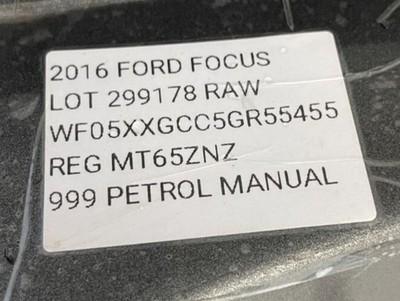 2016 FORD FOCUS
LOT 299178 RAW
WF05XXGCC5GR55455
REG MT65ZNZ
999 PETROL MANUAL